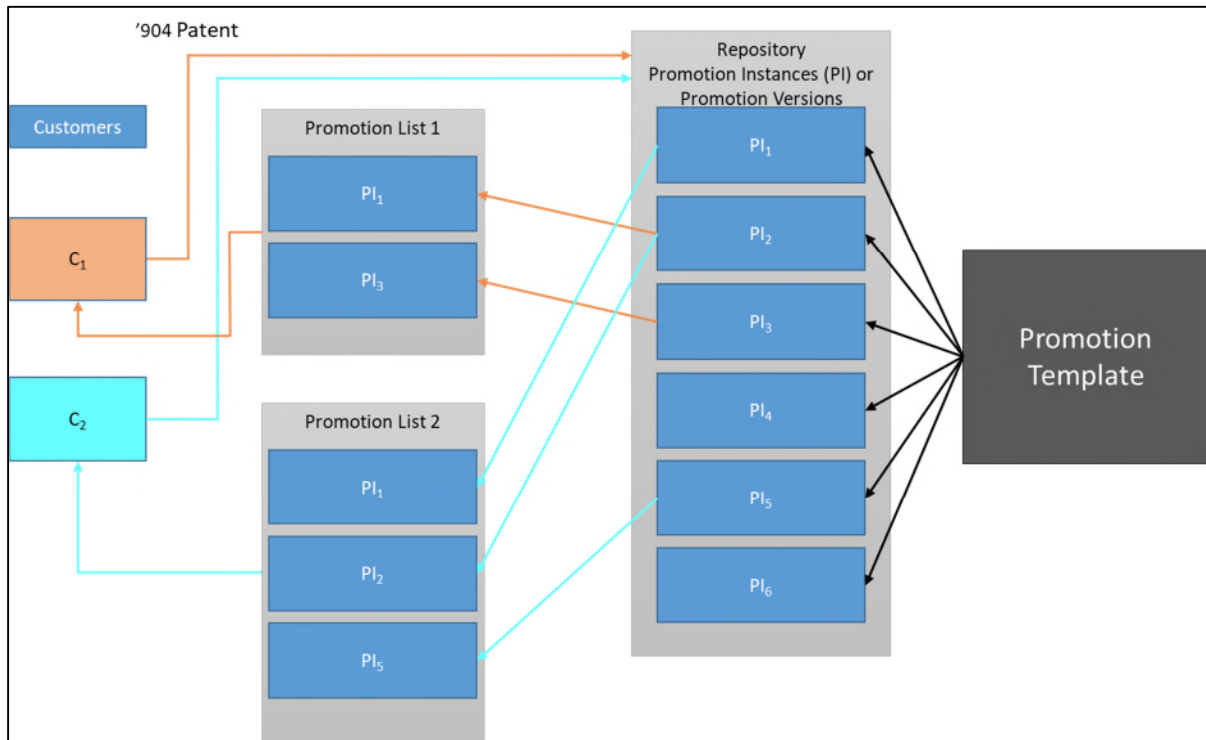 ’904 Patent
Customers
C₁
C₂
Promotion List 1
PI₁
PI₃
Promotion List 2
PI₁
PI₂
PI₅
Repository
Promotion Instances (PI) or
Promotion Versions
PI₁
PI₂
PI₃
PI₄
PI₅
PI₆
Promotion
Template